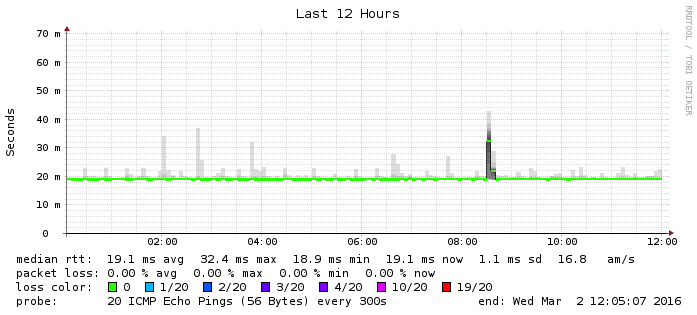 Last 12 Hours
RRDTOOL / TOBI OETIKER
Seconds
70 m
60 m
50 m
40 m
30 m
20 m
10 m
0
02:00 04:00 06:00 08:00 10:00 12:00
median rtt: 19.1 ms avg 32.4 ms max 18.9 ms min 19.1 ms now 1.1 ms sd 16.8 am/s
packet loss: 0.00 % avg 0.00 % max 0.00 % min 0.00 % now
loss color: 0 1/20 2/20 3/20 4/20 10/20 19/20
probe: 20 ICMP Echo Pings (56 Bytes) every 300s end: Wed Mar 2 12:05:07 2016